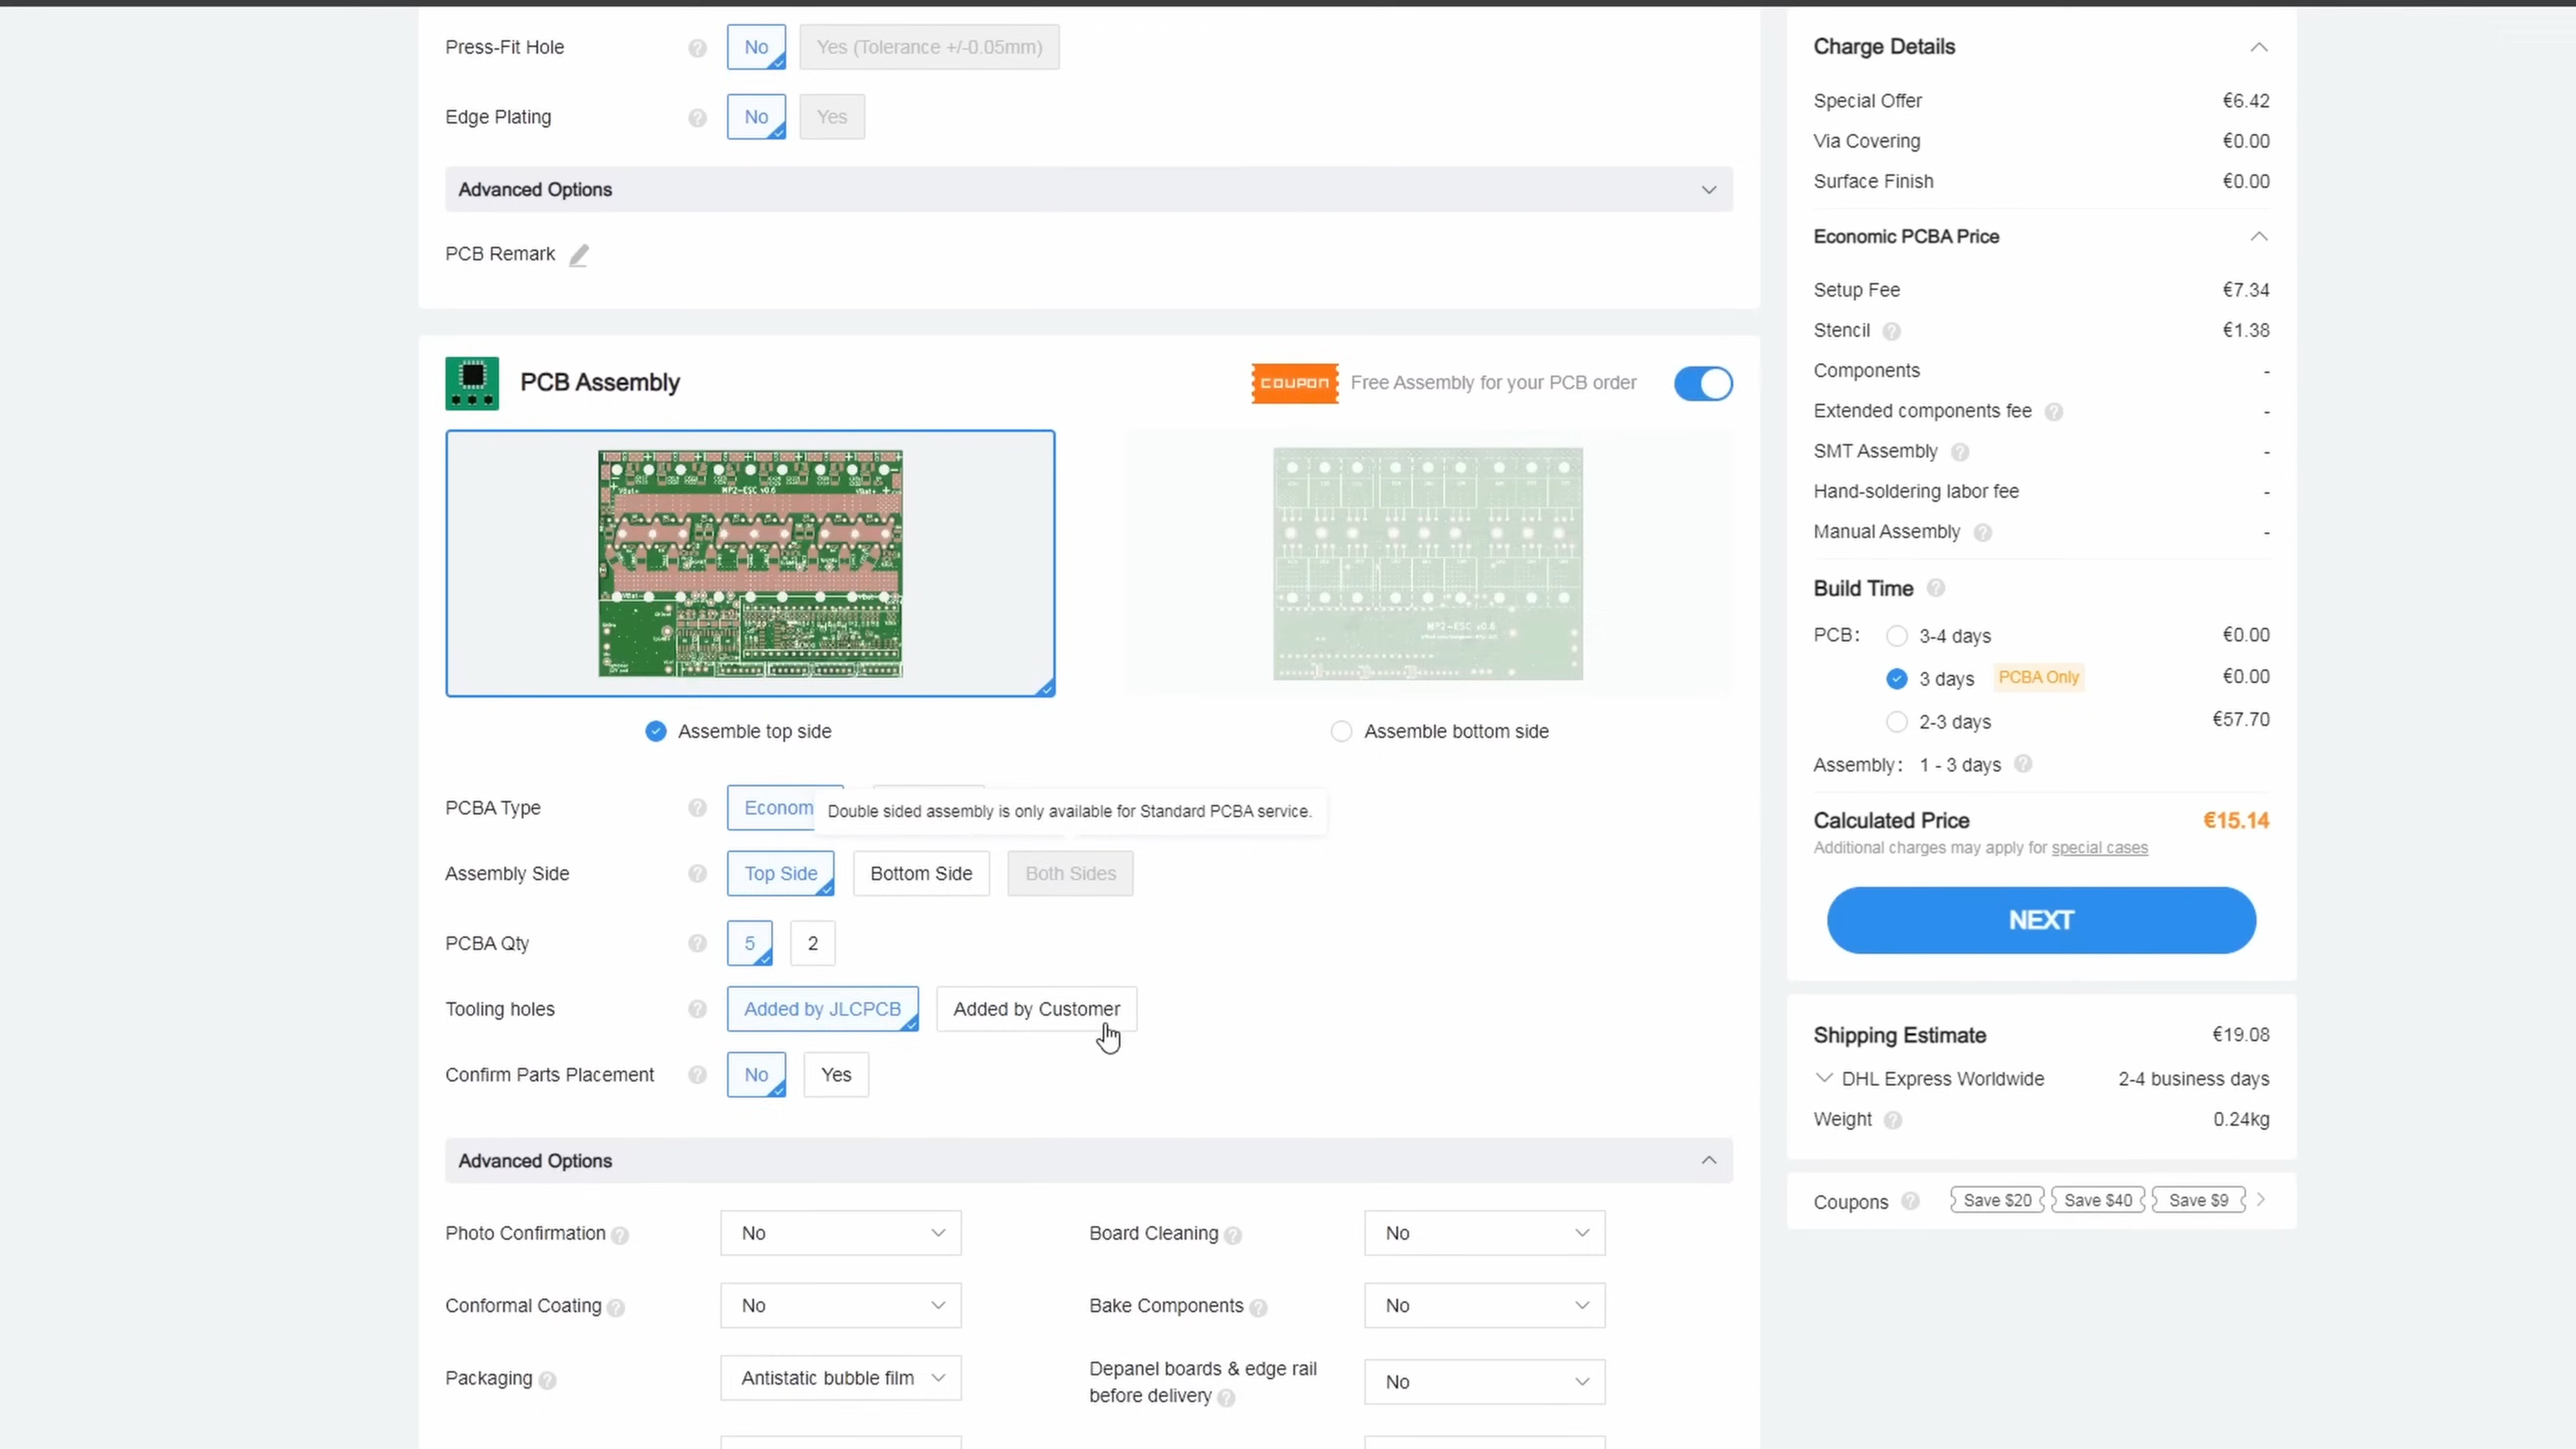 Press-Fit Hole
No
Yes (Tolerance +/-0.05mm)
Edge Plating
No
Yes
Advanced Options
PCB Remark
PCB Assembly
COUPON
Free Assembly for your PCB order
MP2-ESC v0.6
MP2-ESC v0.6
Assemble top side
Assemble bottom side
PCBA Type
Econom
Double sided assembly is only available for Standard PCBA service.
Assembly Side
Top Side
Bottom Side
Both Sides
PCBA Qty
5
2
Tooling holes
Added by JLCPCB
Added by Customer
Confirm Parts Placement
No
Yes
Advanced Options
Photo Confirmation
No
Board Cleaning
No
Conformal Coating
No
Bake Components
No
Packaging
Antistatic bubble film
Depanel boards & edge rail
before delivery
No
Charge Details
Special Offer €6.42
Via Covering €0.00
Surface Finish €0.00
Economic PCBA Price
Setup Fee €7.34
Stencil €1.38
Components -
Extended components fee -
SMT Assembly -
Hand-soldering labor fee -
Manual Assembly -
Build Time
PCB: 3-4 days €0.00
3 days PCBA Only €0.00
2-3 days €57.70
Assembly: 1 - 3 days
Calculated Price €15.14
Additional charges may apply for special cases
NEXT
Shipping Estimate €19.08
DHL Express Worldwide 2-4 business days
Weight 0.24kg
Coupons Save $20 Save $40 Save $9